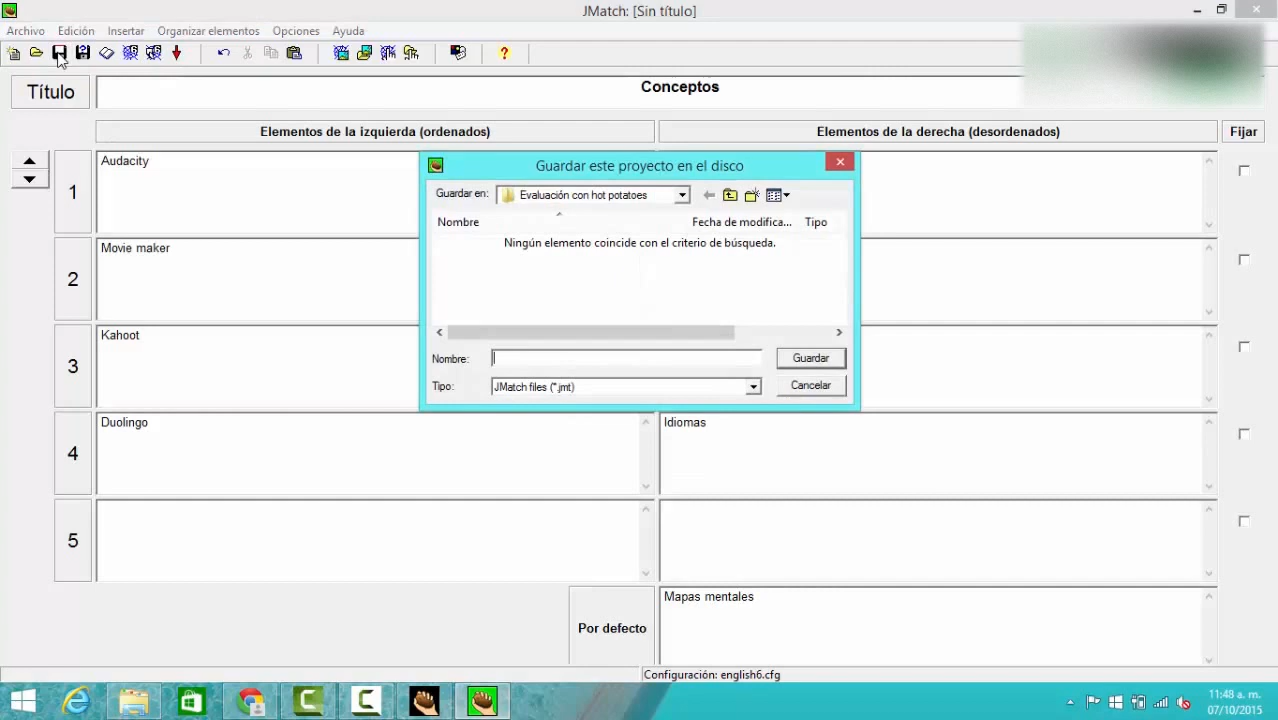 JMatch: [Sin título]
Archivo Edición Insertar Organizar elementos Opciones Ayuda
Título
Conceptos
Elementos de la izquierda (ordenados)
Elementos de la derecha (desordenados)
Fijar
1
Audacity
2
Movie maker
3
Kahoot
4
Duolingo
Idiomas
5
Por defecto
Mapas mentales
Guardar este proyecto en el disco
Guardar en:
Evaluación con hot potatoes
Nombre
Fecha de modifica...
Tipo
Ningún elemento coincide con el criterio de búsqueda.
Nombre:
Guardar
Tipo:
JMatch files (*.jmt)
Cancelar
Configuración: english6.cfg
11:48 a. m.
07/10/2015